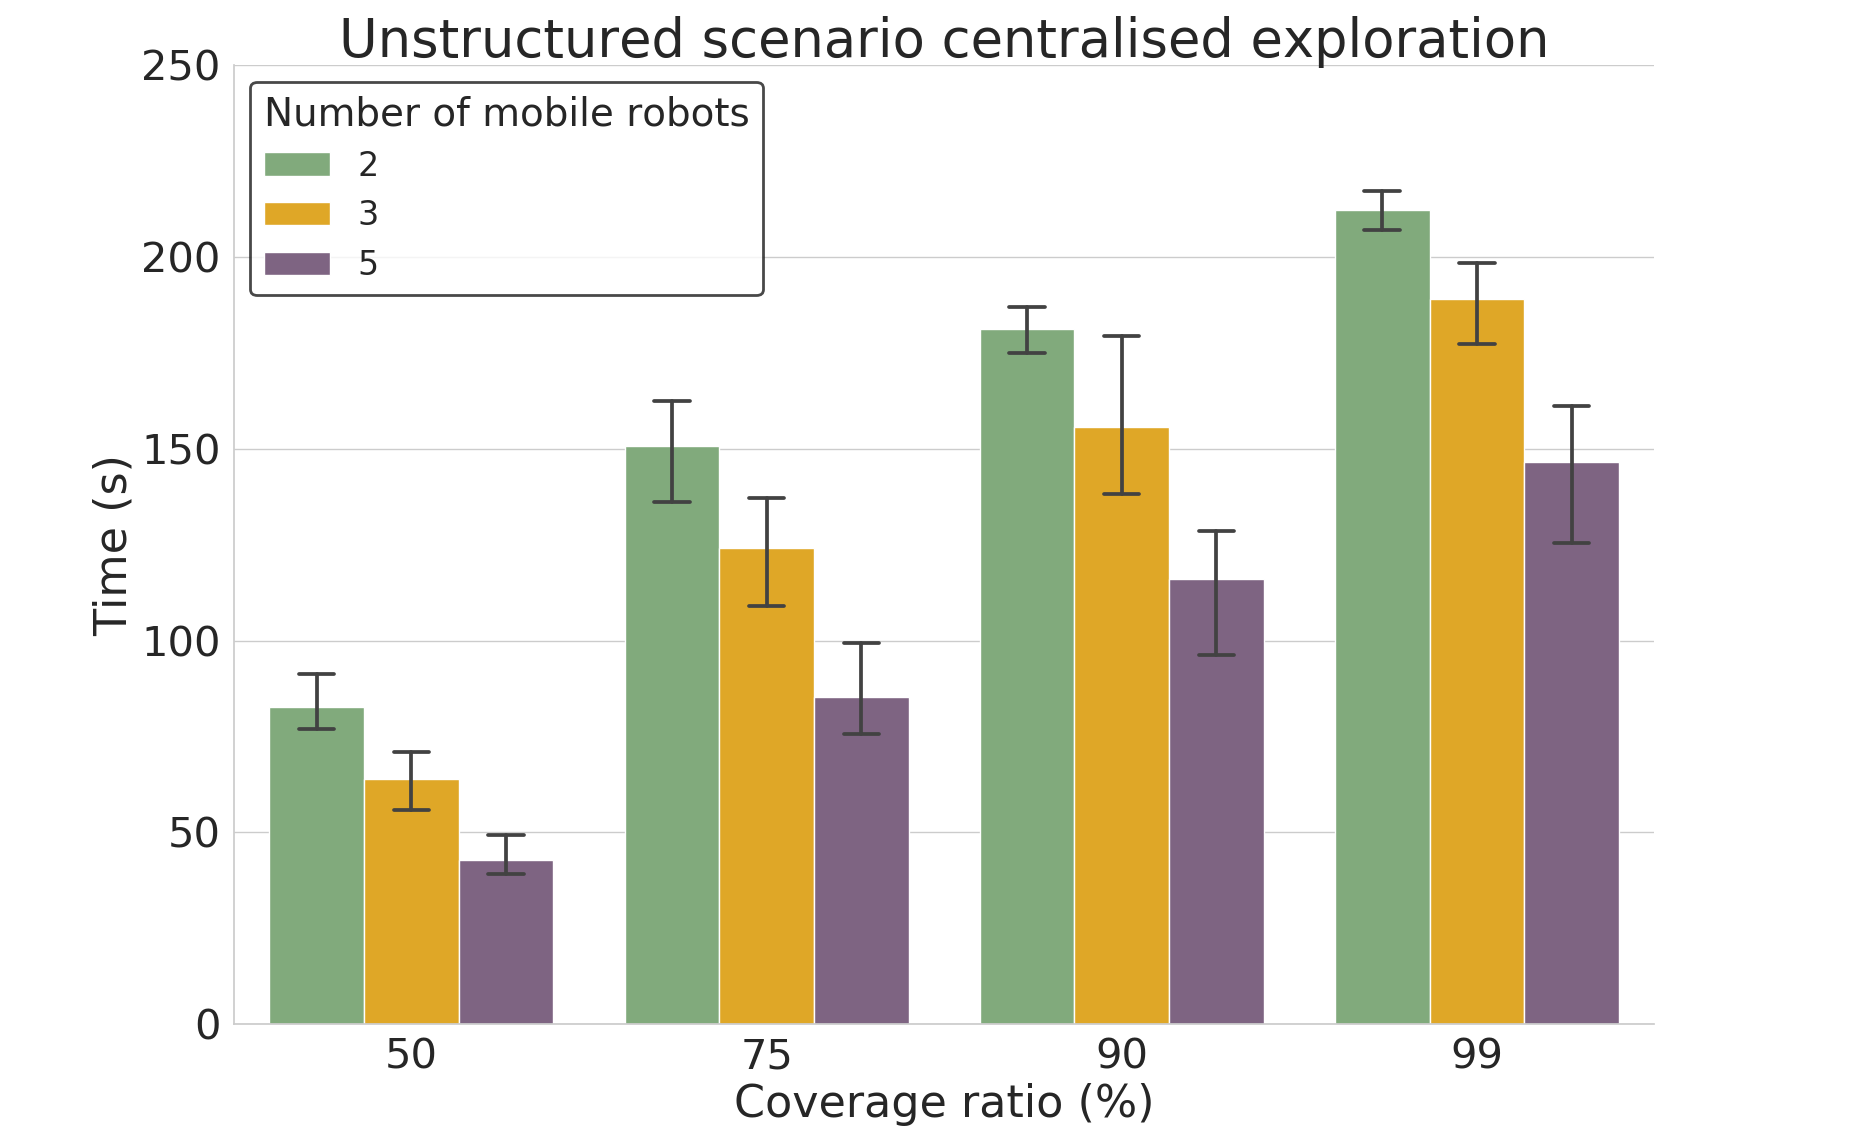 Unstructured scenario centralised exploration
250
200
150
100
50
0
Time (s)
Number of mobile robots
2
3
5
50 75 90 99
Coverage ratio (%)